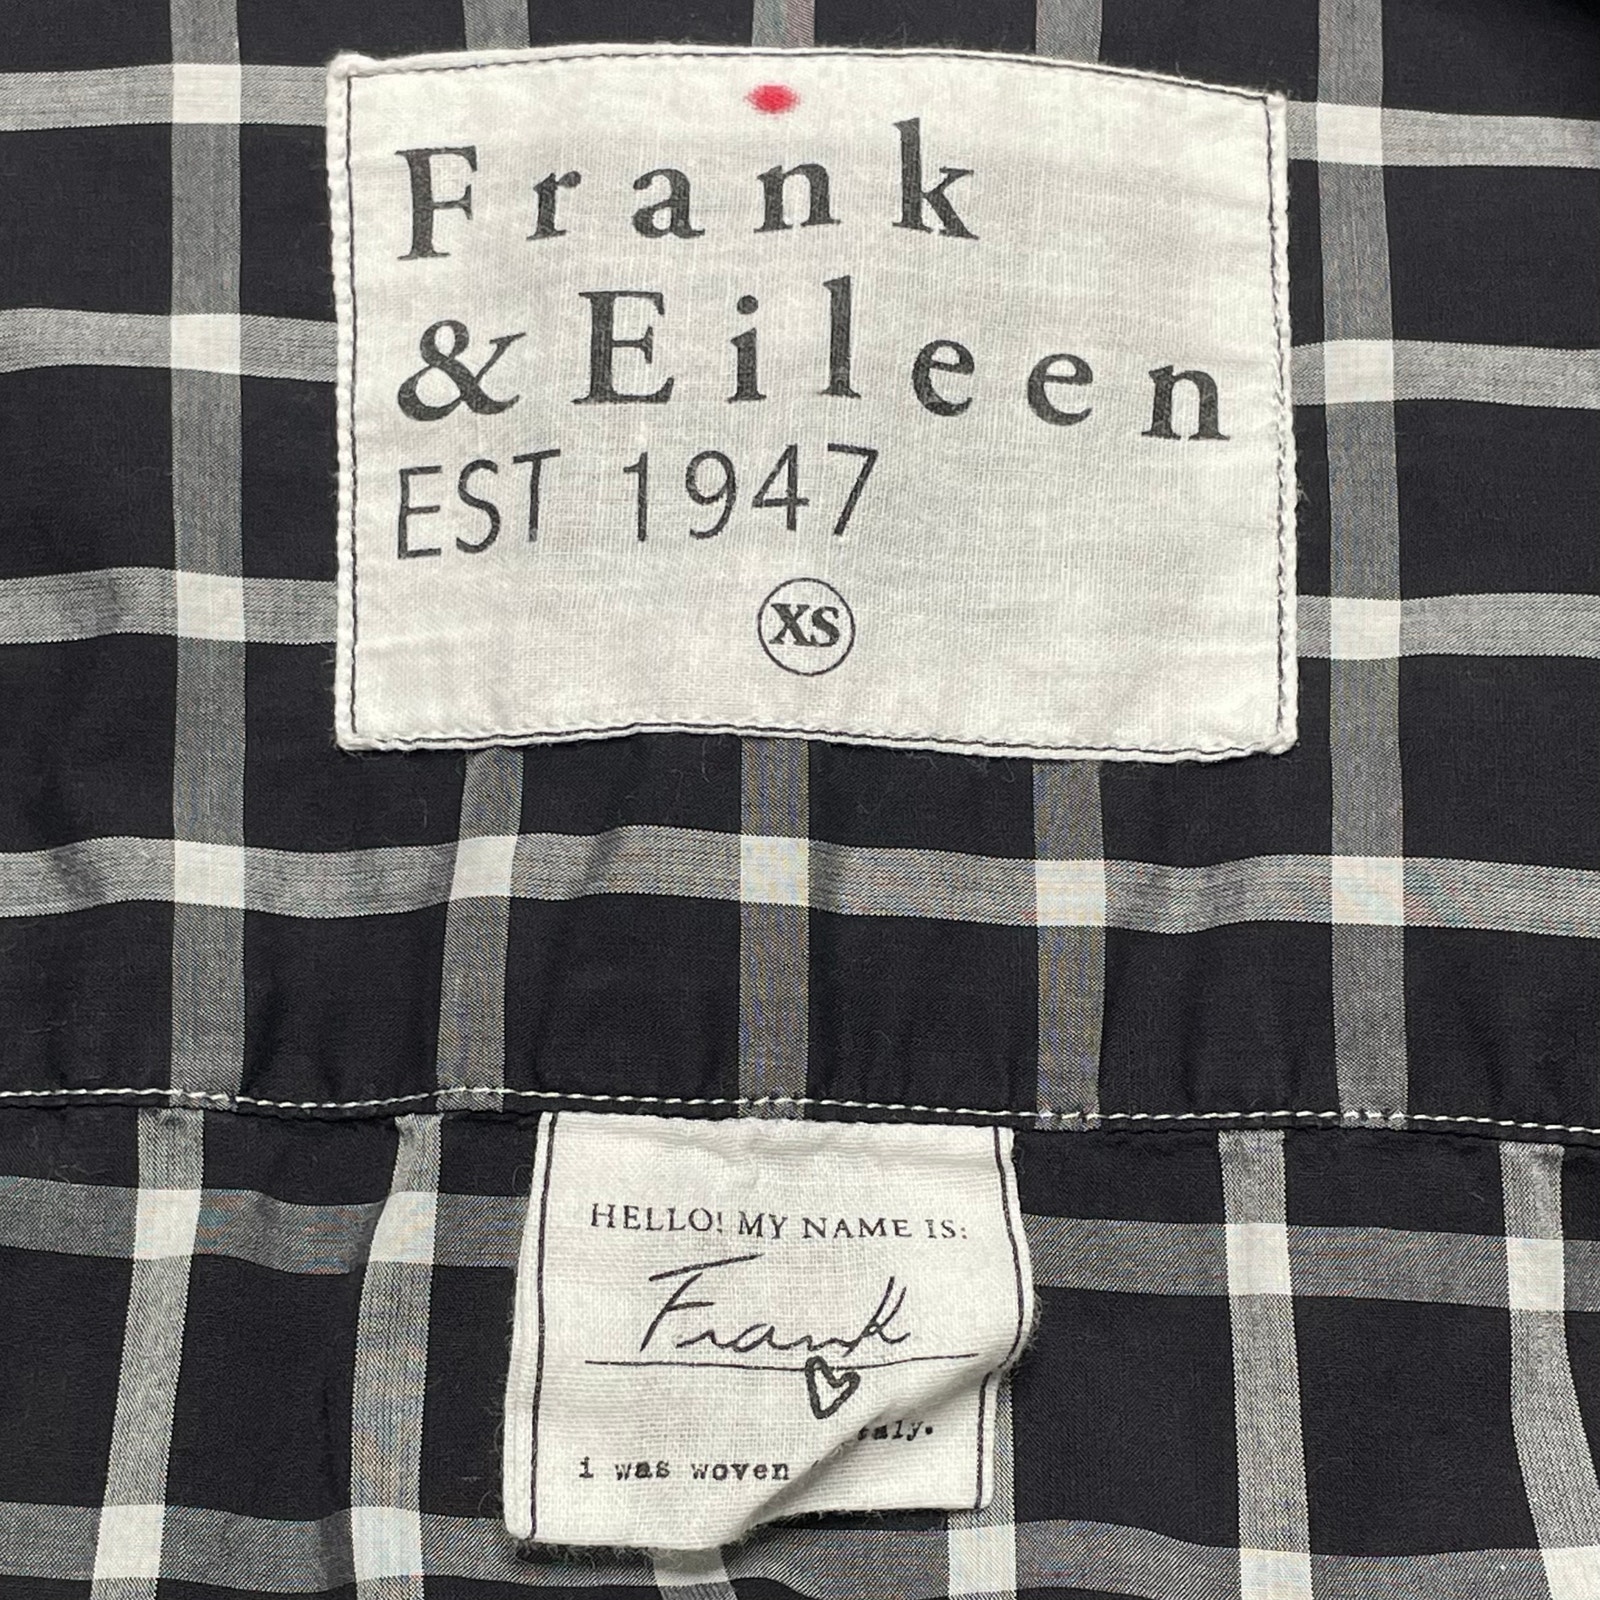 Frank
& Eileen
EST 1947
XS
HELLO! MY NAME IS:
Frank
i was woven